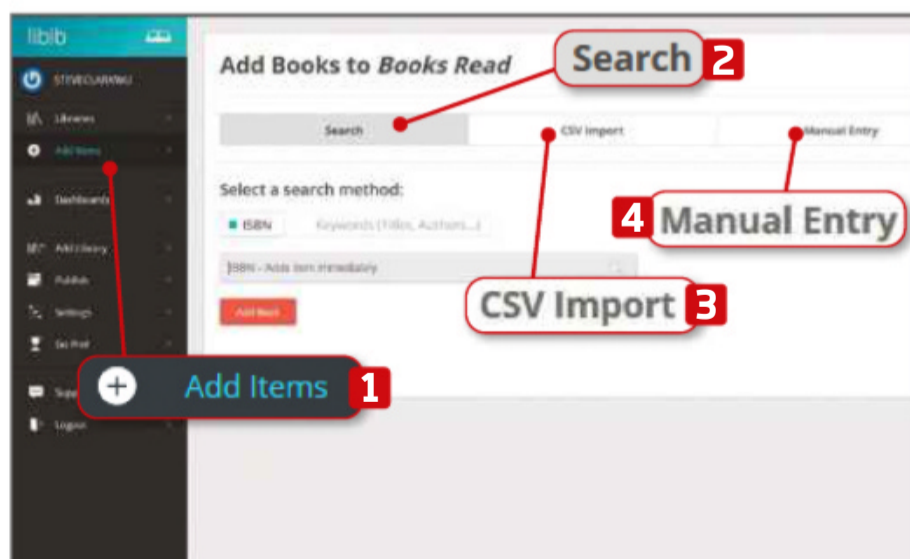 libib
Libraries
Add Items
Dashboards
Add Library
Publish
Settings
Go Pro!
Logout
Add Books to Books Read
Search 2
Search
CSV Import
Manual Entry
Select a search method:
ISBN
Keywords (Titles, Authors...)
ISBN - Adds item immediately
Add Book
4 Manual Entry
CSV Import 3
Add Items 1